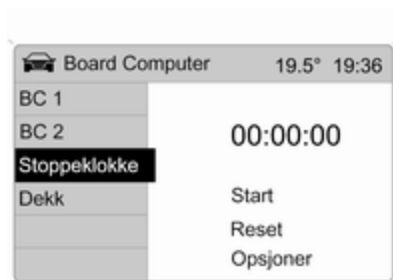 Board Computer 19.5° 19:36
BC 1
BC 2
Stoppeklokke
Dekk
00:00:00
Start
Reset
Opsjoner